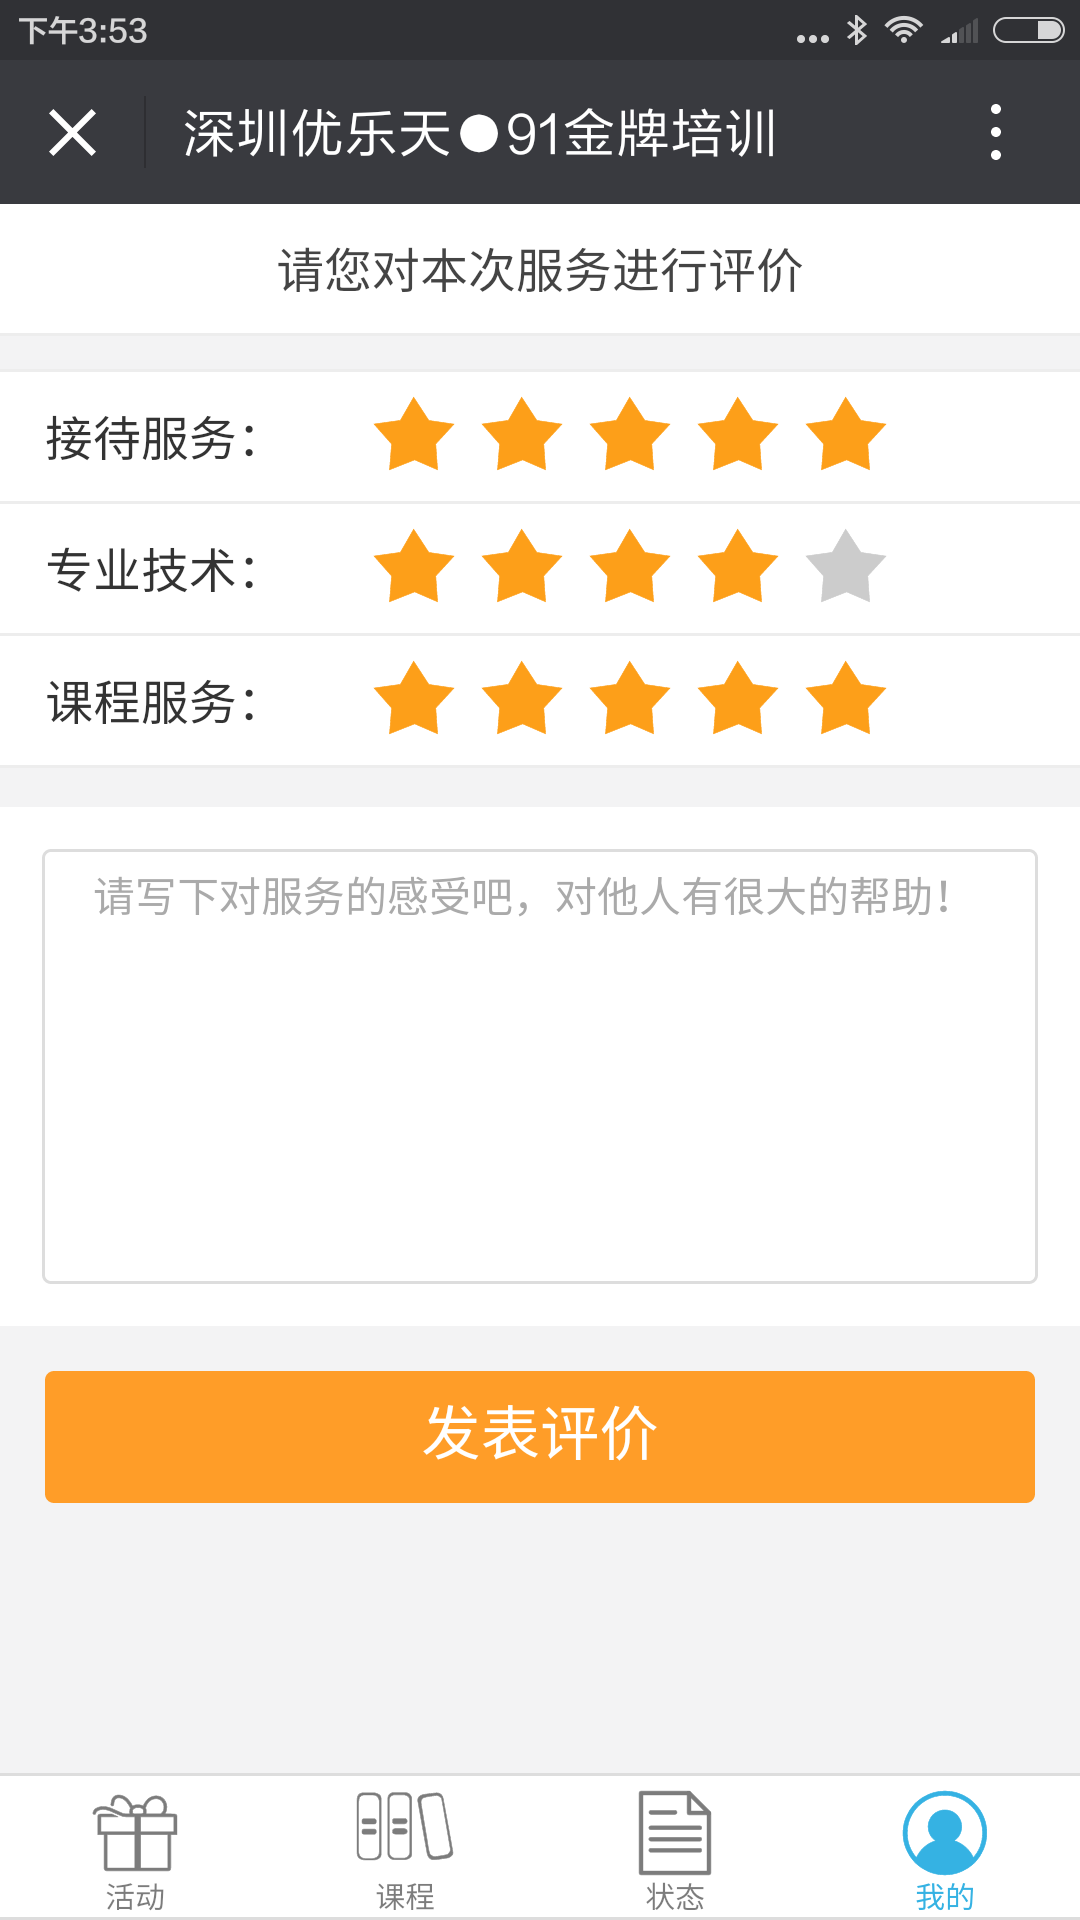 下午3:53
深圳优乐天●91金牌培训
请您对本次服务进行评价
接待服务：
专业技术：
课程服务：
请写下对服务的感受吧，对他人有很大的帮助！
发表评价
活动
课程
状态
我的